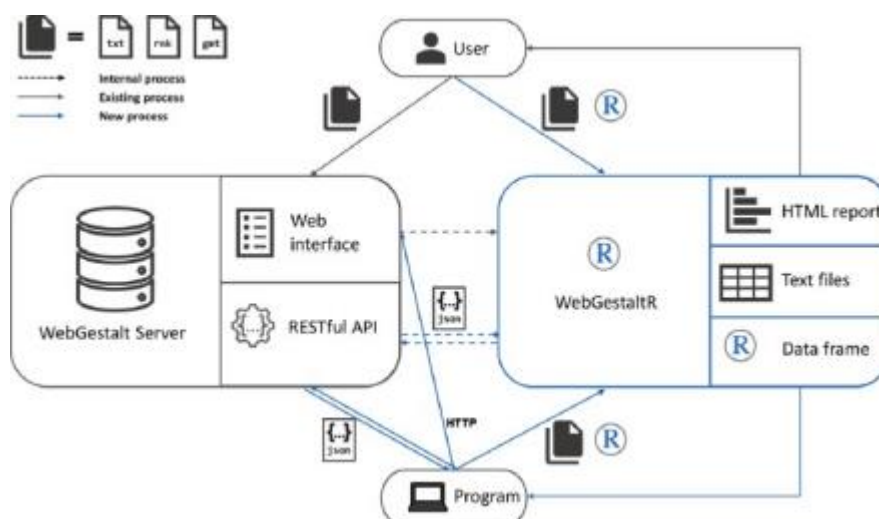 =
txt rnk gmt
Internal process
Existing process
New process
User
R
Web
interface
R
HTML report
WebGestalt Server
{..}
json
WebGestaltR
Text files
RESTful API
R
Data frame
{..}
json
HTTP
R
Program